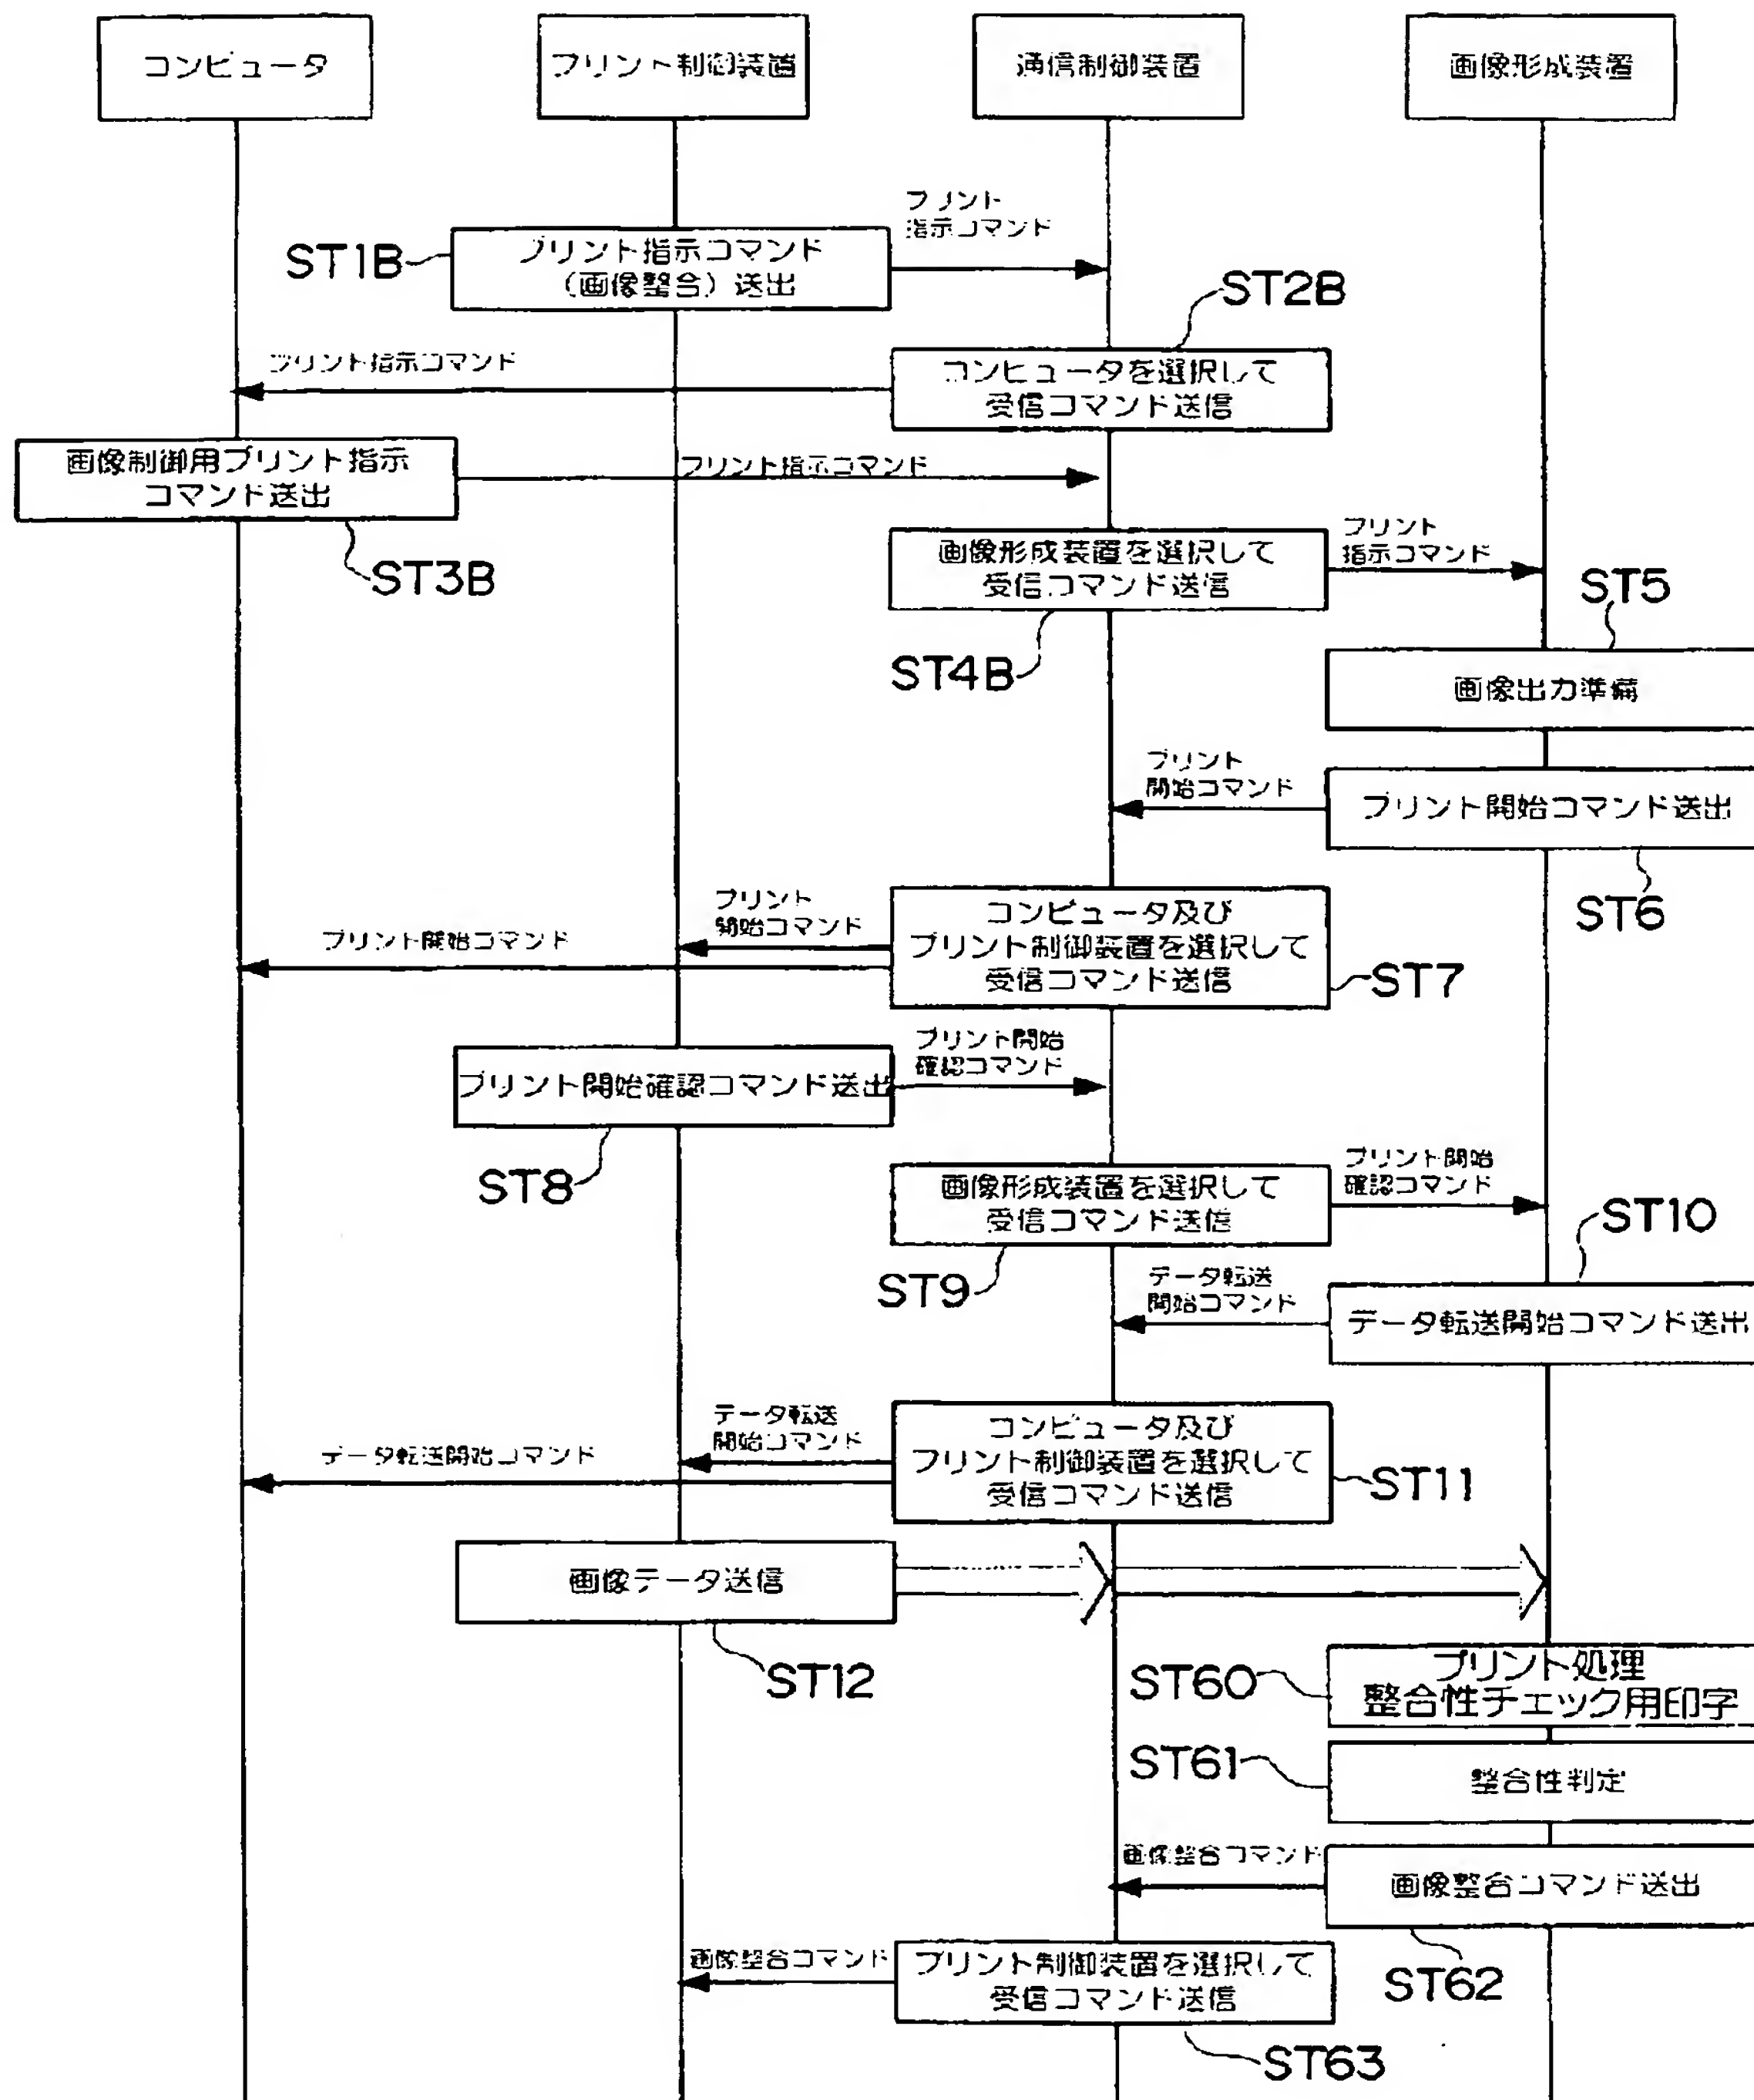 コンピュータ
プリント制御装置
通信制御装置
画像形成装置
プリント
指示コマンド
ST1B
プリント指示コマンド
（画像整合）送出
ST2B
プリント指示コマンド
コンピュータを選択して
受信コマンド送信
画像制御用プリント指示
コマンド送出
プリント指示コマンド
ST3B
画像形成装置を選択して
受信コマンド送信
プリント
指示コマンド
ST4B
ST5
画像出力準備
プリント
開始コマンド
プリント開始コマンド送出
ST6
プリント
開始コマンド
プリント開始コマンド
コンピュータ及び
プリント制御装置を選択して
受信コマンド送信
ST7
プリント開始
確認コマンド
プリント開始確認コマンド送出
ST8
画像形成装置を選択して
受信コマンド送信
プリント開始
確認コマンド
ST9
ST10
データ転送
開始コマンド
データ転送開始コマンド送出
データ転送
開始コマンド
データ転送開始コマンド
コンピュータ及び
プリント制御装置を選択して
受信コマンド送信
ST11
画像データ送信
ST12
ST60
プリント処理
整合性チェック用印字
ST61
整合性判定
画像整合コマンド
画像整合コマンド送出
ST62
画像整合コマンド
プリント制御装置を選択して
受信コマンド送信
ST63